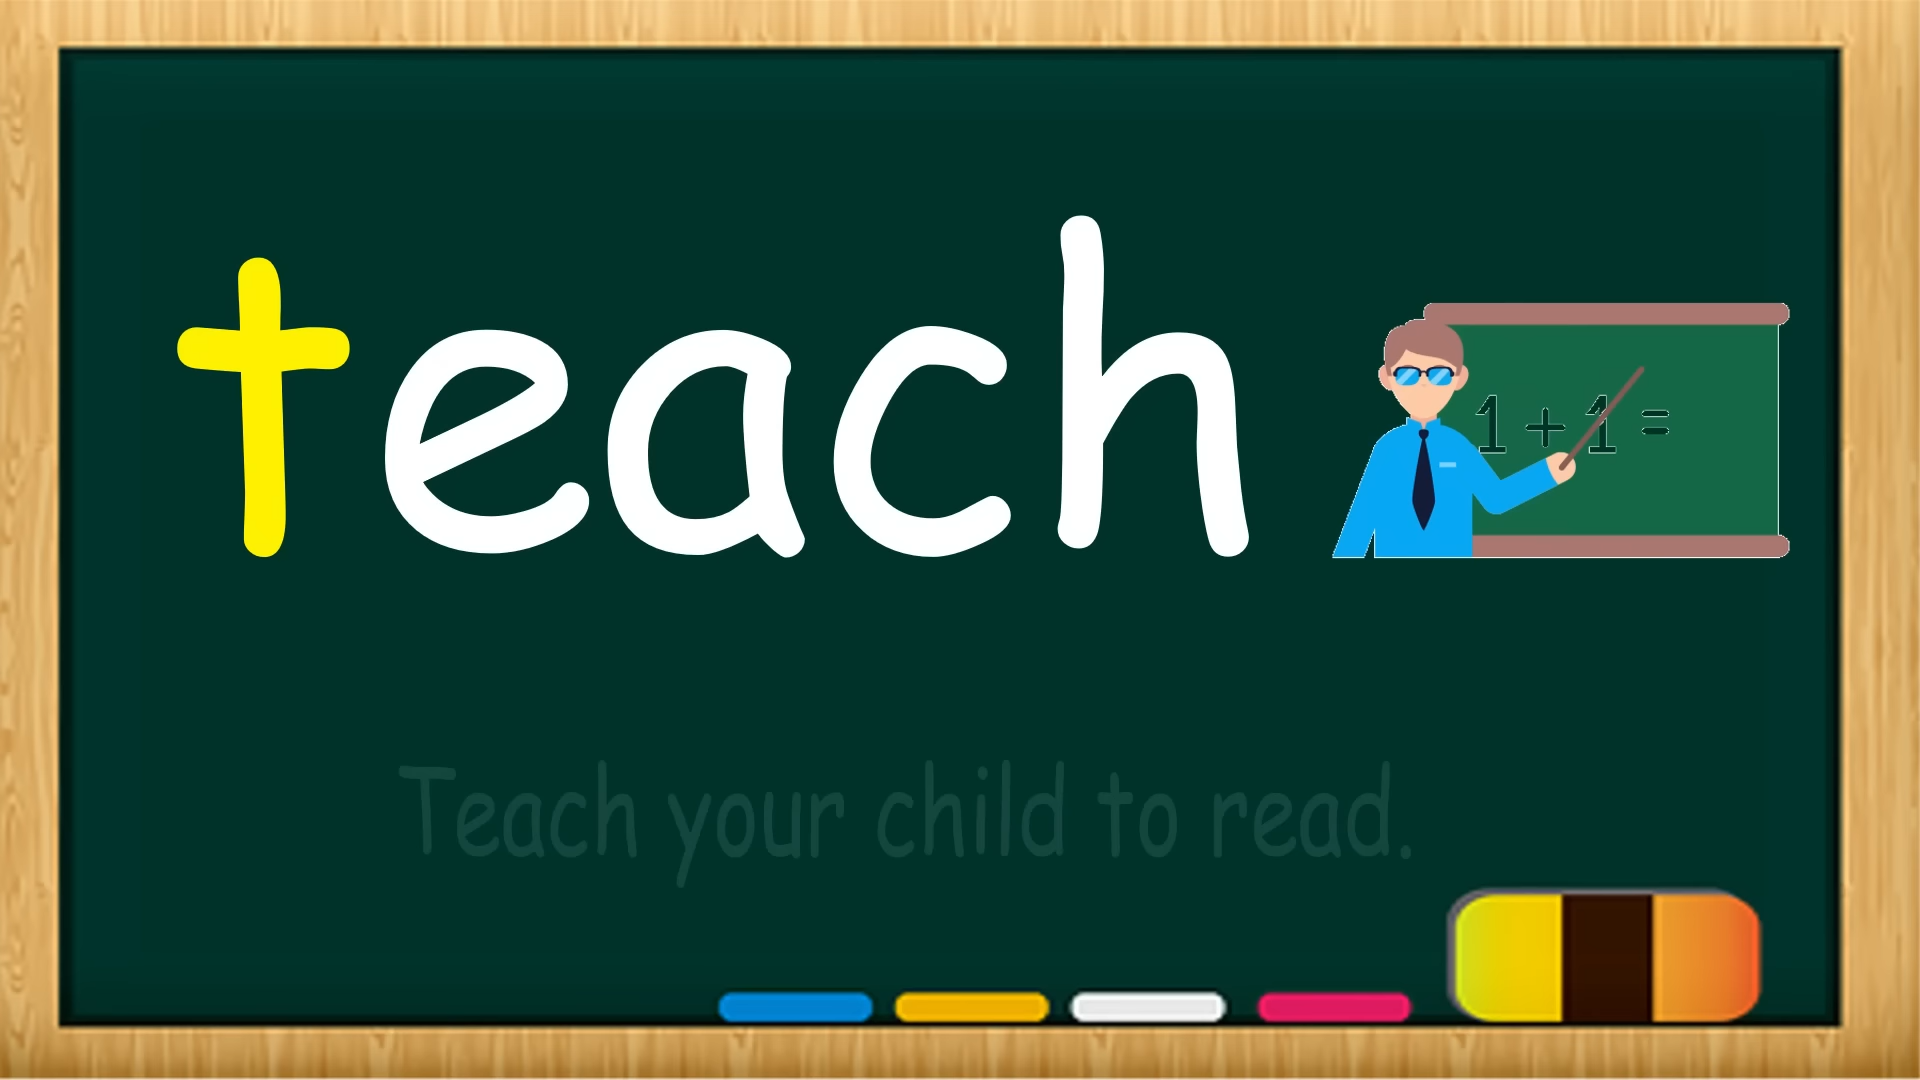 teach
1 + 1 =
Teach your child to read.